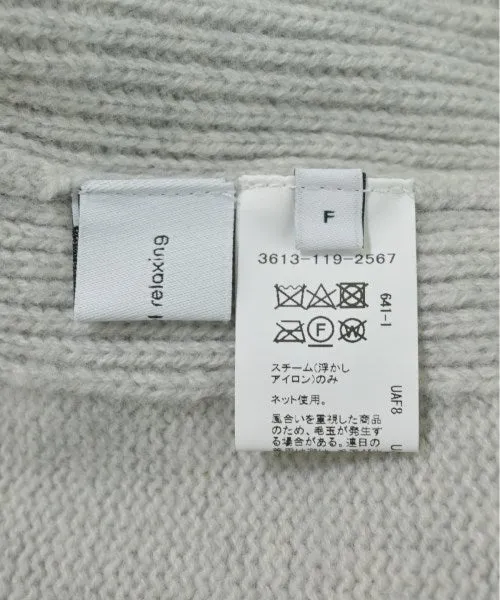 relaxing
F
3613-119-2567
F
W
641-1
スチーム(浮かし
アイロン)のみ
ネット使用。
風合いを重視した商品
のため、毛玉が発生す
る場合がある。連日の
UAF8